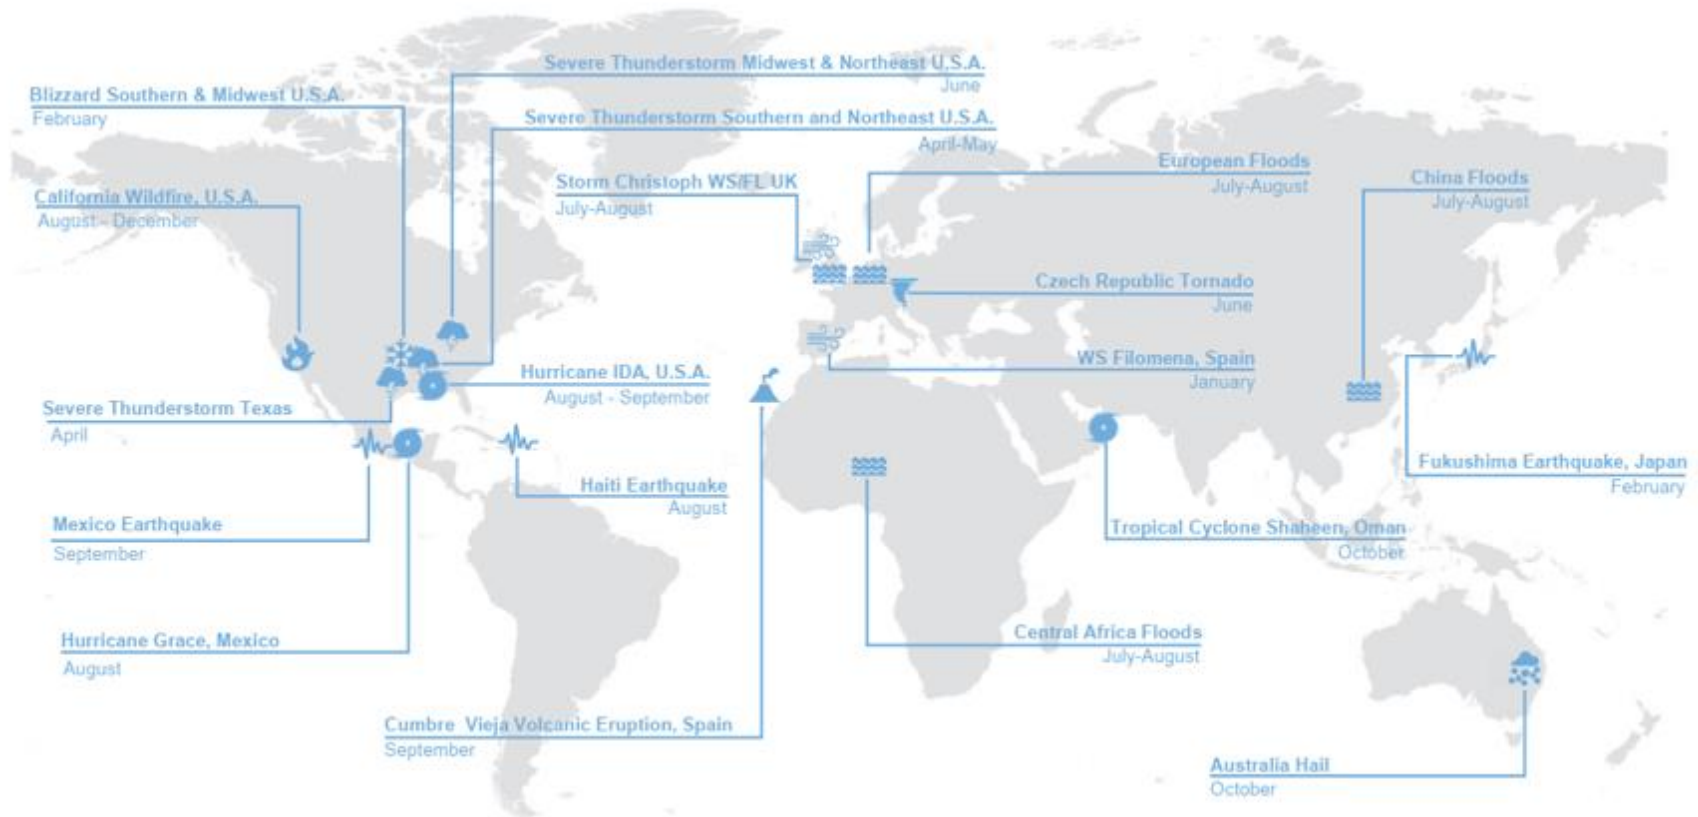 Severe Thunderstorm Midwest & Northeast U.S.A.
June
Blizzard Southern & Midwest U.S.A.
February
Severe Thunderstorm Southern and Northeast U.S.A.
April-May
European Floods
July-August
China Floods
July-August
Storm Christoph WS/FL UK
July-August
California Wildfire, U.S.A.
August - December
Czech Republic Tornado
June
WS Filomena, Spain
January
Hurricane IDA, U.S.A.
August - September
Severe Thunderstorm Texas
April
Fukushima Earthquake, Japan
February
Haiti Earthquake
August
Mexico Earthquake
September
Tropical Cyclone Shaheen, Oman
October
Central Africa Floods
July-August
Hurricane Grace, Mexico
August
Cumbre Vieja Volcanic Eruption, Spain
September
Australia Hail
October